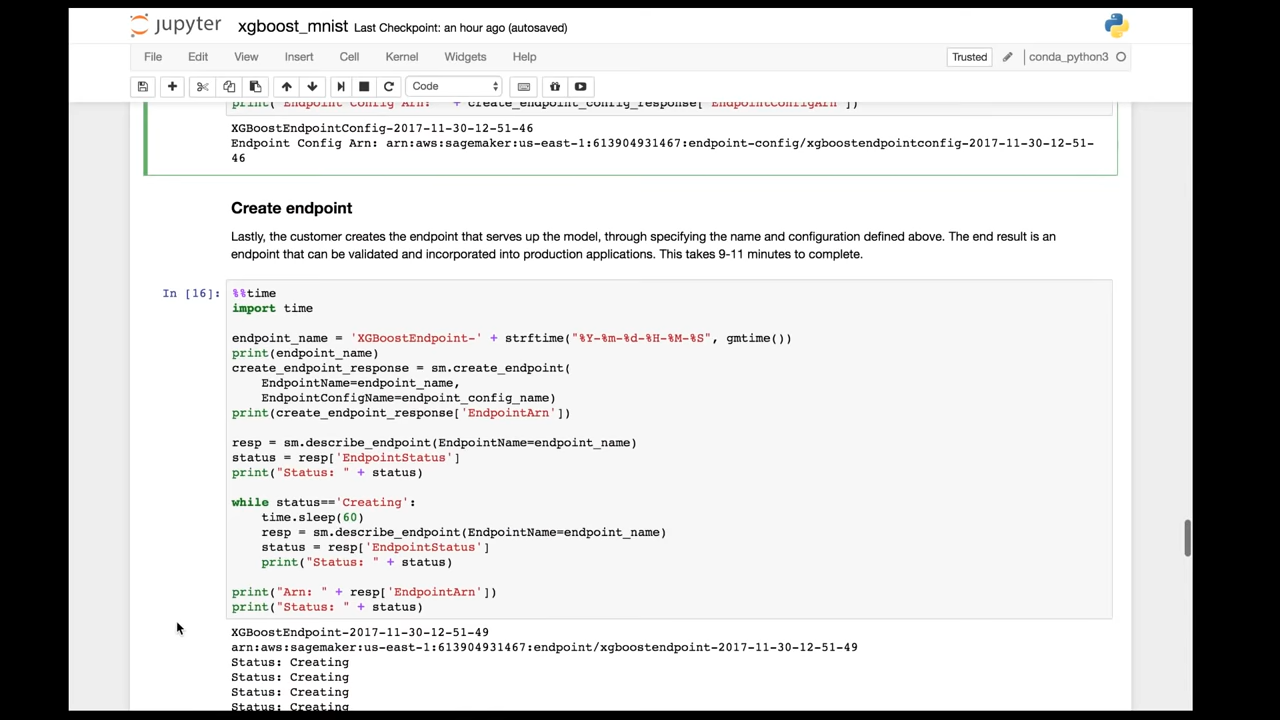 jupyter xgboost_mnist Last Checkpoint: an hour ago (autosaved)
File Edit View Insert Cell Kernel Widgets Help Trusted conda_python3
Code
print("Endpoint Config Arn: " + create_endpoint_config_response['EndpointConfigArn'])
XGBoostEndpointConfig-2017-11-30-12-51-46
Endpoint Config Arn: arn:aws:sagemaker:us-east-1:613904931467:endpoint-config/xgboostendpointconfig-2017-11-30-12-51-
46
Create endpoint
Lastly, the customer creates the endpoint that serves up the model, through specifying the name and configuration defined above. The end result is an
endpoint that can be validated and incorporated into production applications. This takes 9-11 minutes to complete.
In [16]: %%time
import time
endpoint_name = 'XGBoostEndpoint-' + strftime("%Y-%m-%d-%H-%M-%S", gmtime())
print(endpoint_name)
create_endpoint_response = sm.create_endpoint(
    EndpointName=endpoint_name,
    EndpointConfigName=endpoint_config_name)
print(create_endpoint_response['EndpointArn'])
resp = sm.describe_endpoint(EndpointName=endpoint_name)
status = resp['EndpointStatus']
print("Status: " + status)
while status=='Creating':
    time.sleep(60)
    resp = sm.describe_endpoint(EndpointName=endpoint_name)
    status = resp['EndpointStatus']
    print("Status: " + status)
print("Arn: " + resp['EndpointArn'])
print("Status: " + status)
XGBoostEndpoint-2017-11-30-12-51-49
arn:aws:sagemaker:us-east-1:613904931467:endpoint/xgboostendpoint-2017-11-30-12-51-49
Status: Creating
Status: Creating
Status: Creating
Status: Creating